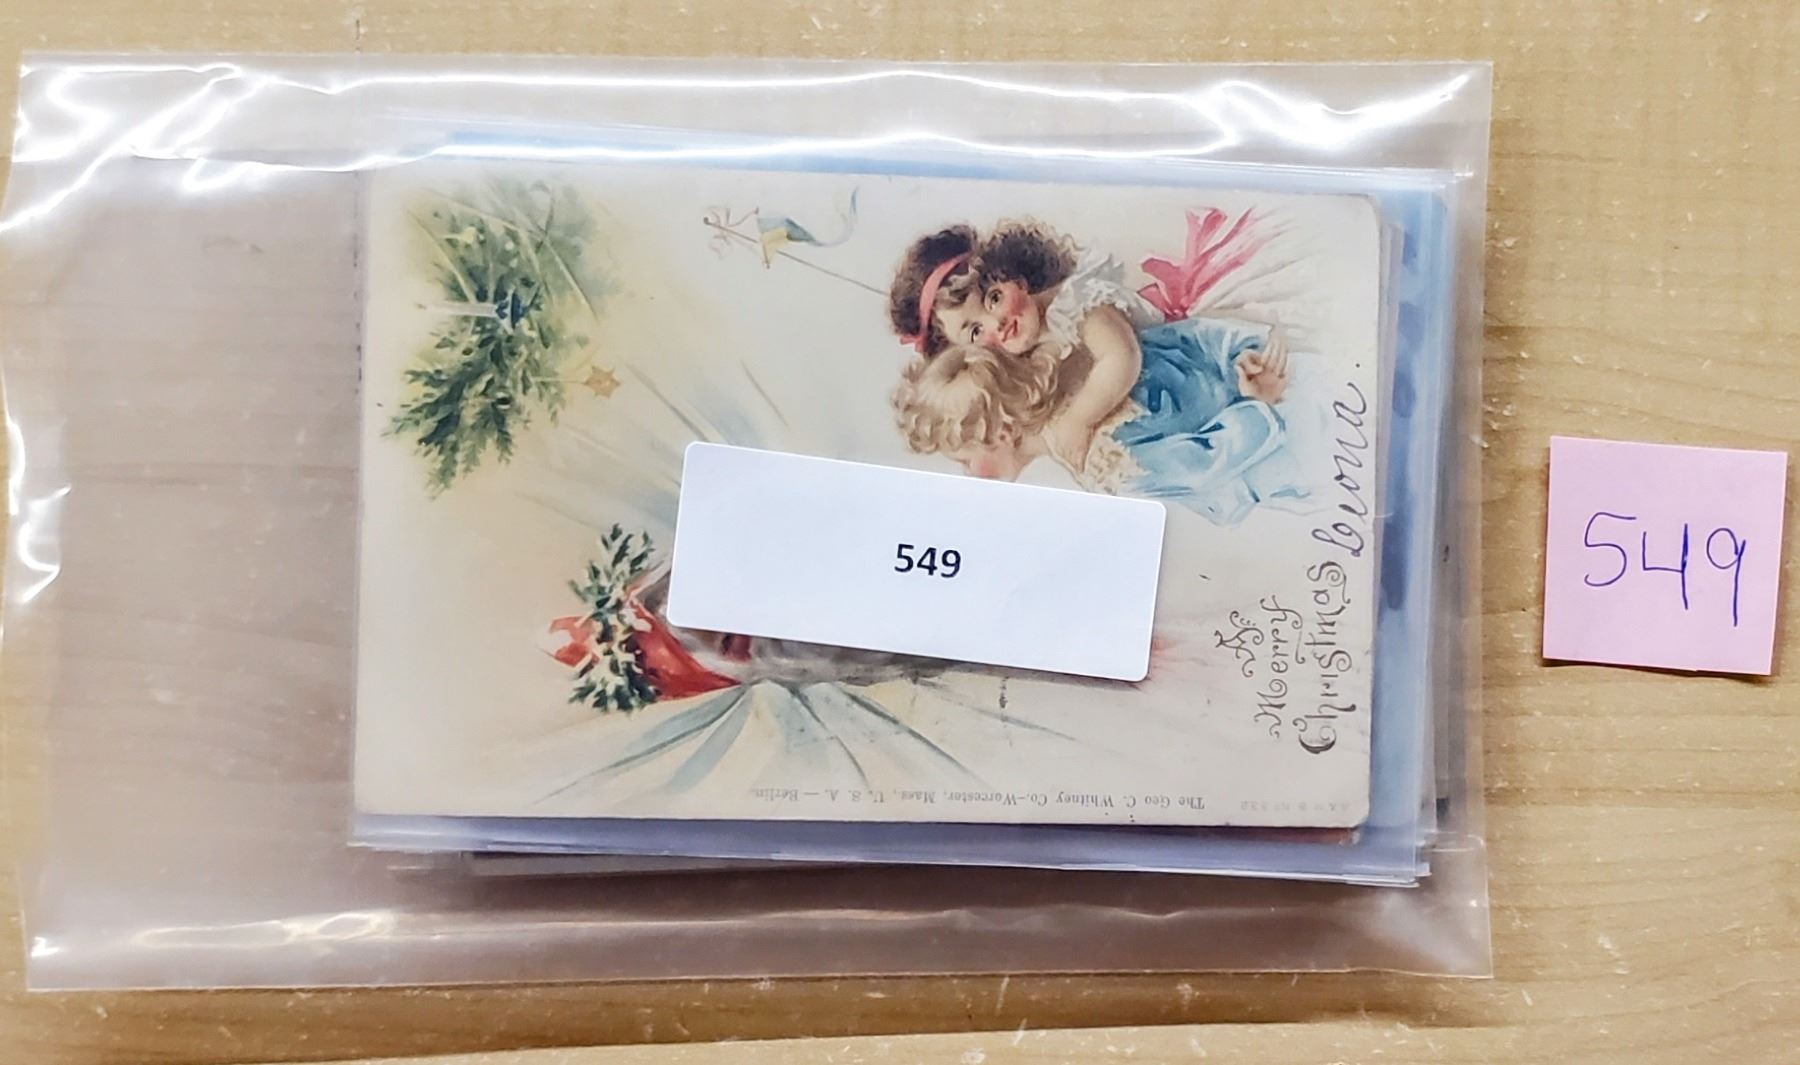 A Merry
Christmas
Leona.
549
The Geo C. Whitney Co.-Worcester, Mass, U. S. A. — Berlin.
549